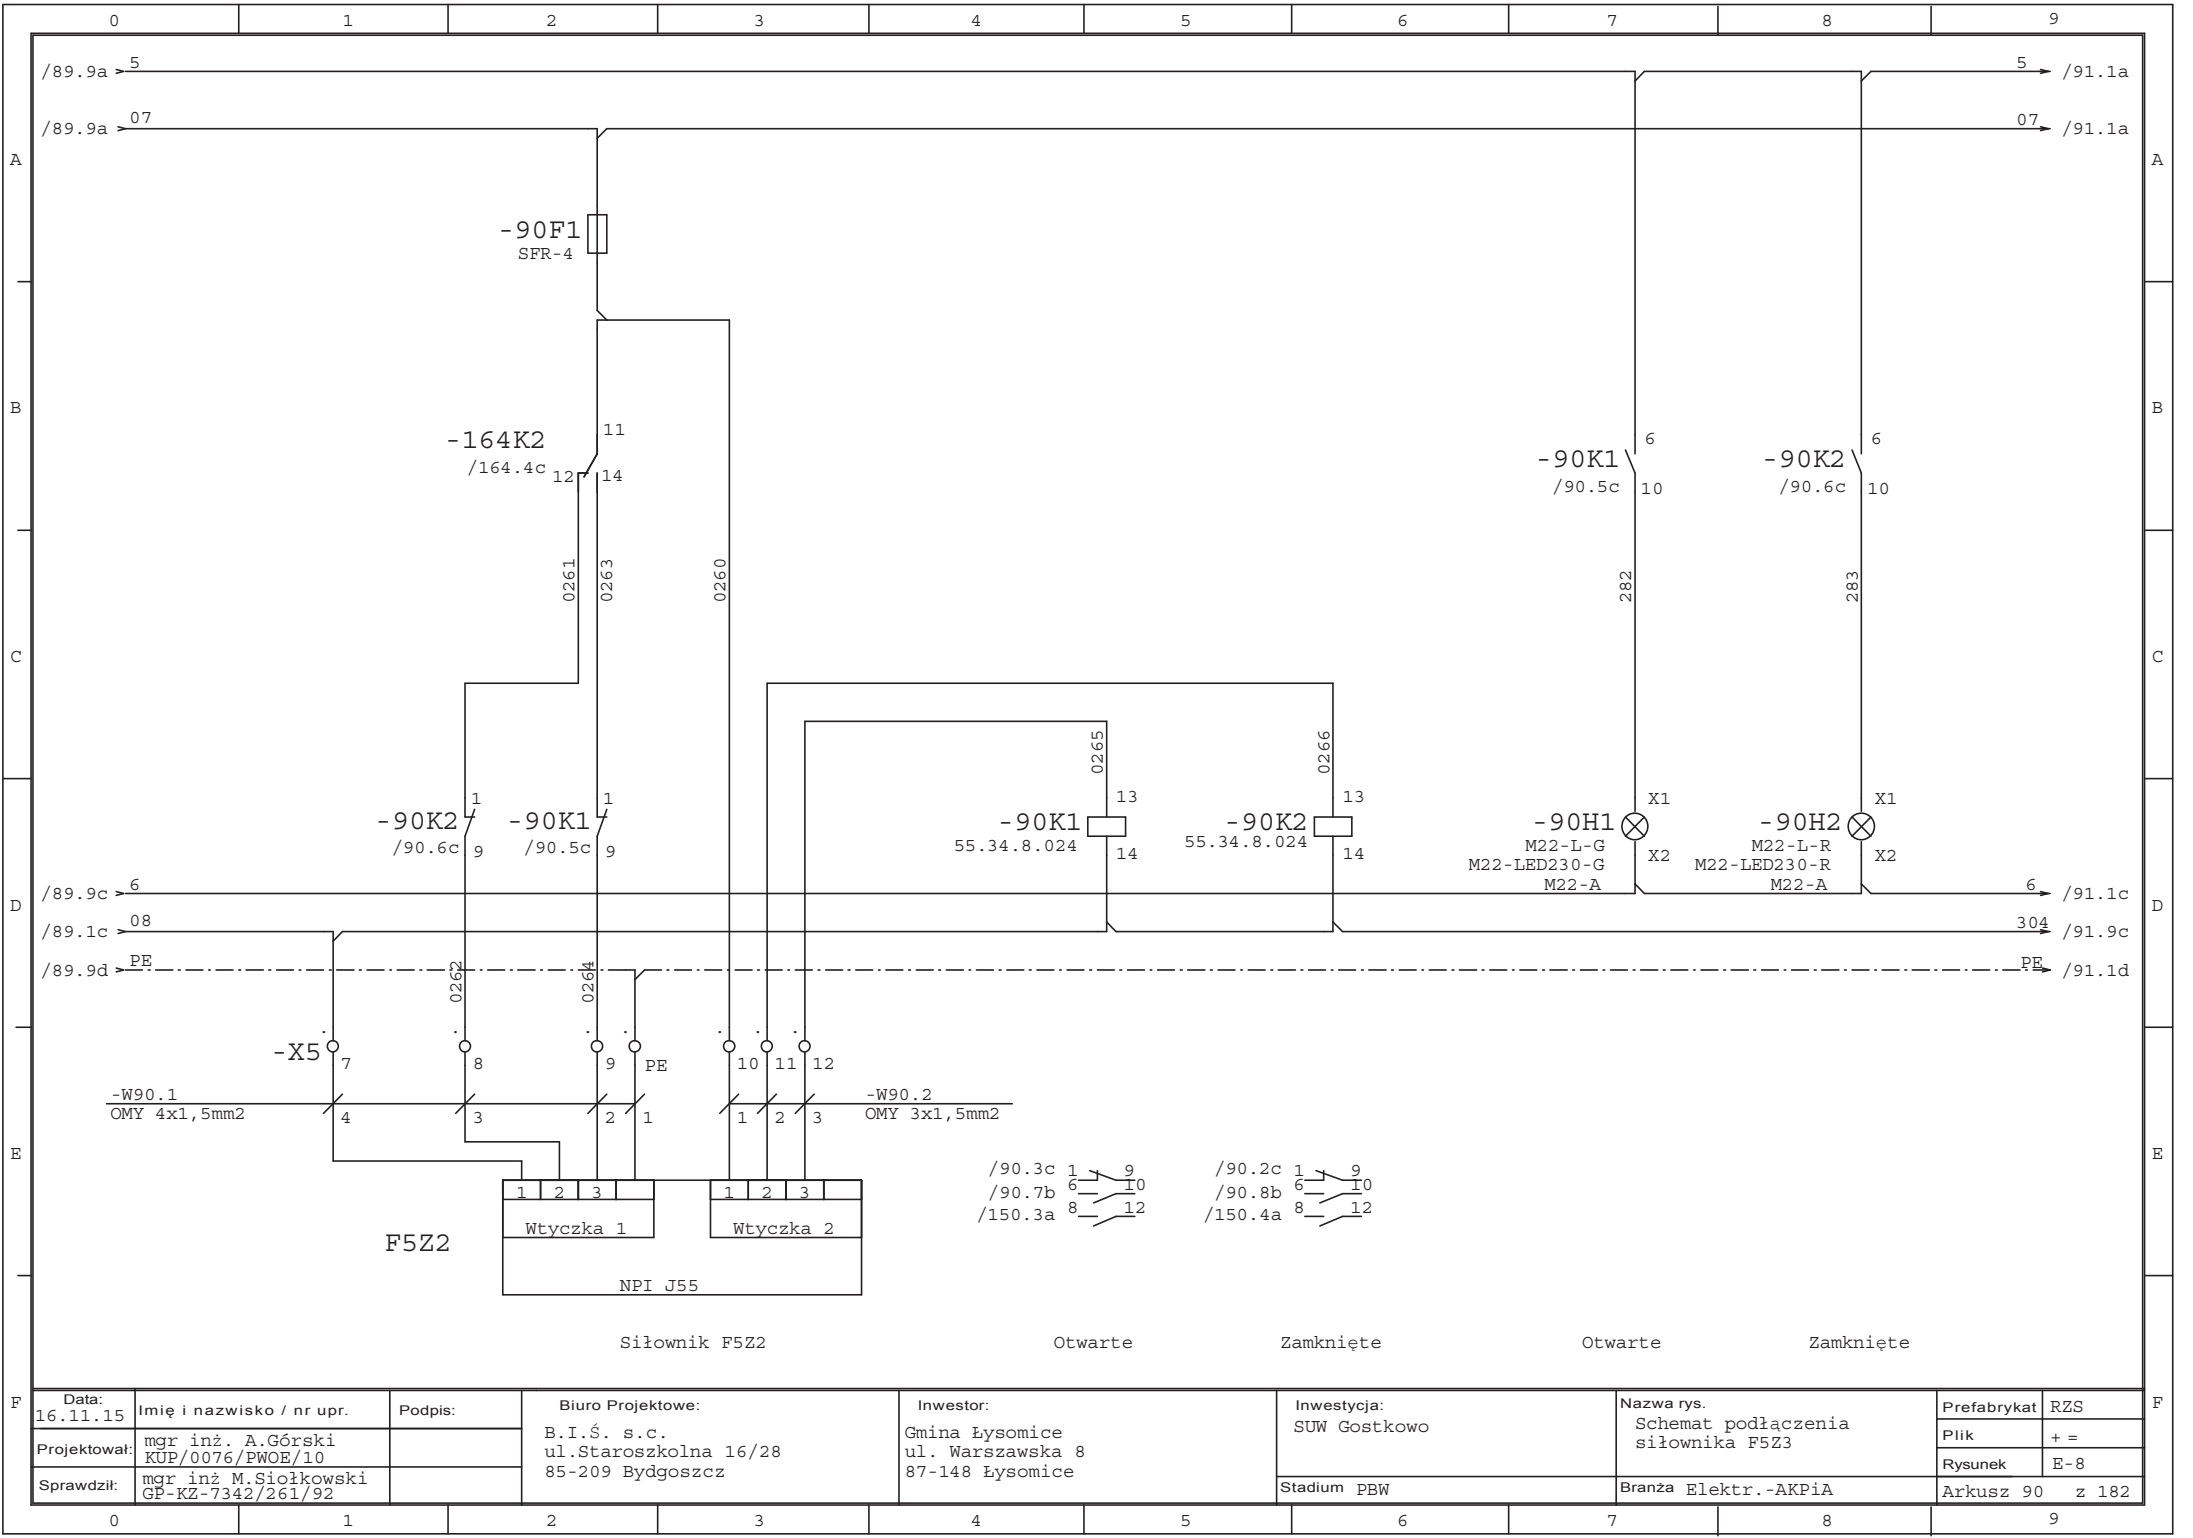 0 1 2 3 4 5 6 7 8 9
/89.9a 5 5 /91.1a
/89.9a 07 07 /91.1a
A A
-90F1
SFR-4
B B
-164K2 11
/164.4c 12 14
-90K1 6
/90.5c 10
-90K2 6
/90.6c 10
0261 0263 0260 282 283
C C
0265 0266
-90K2 1
/90.6c 9
-90K1 1
/90.5c 9
13
-90K1
55.34.8.024 14
13
-90K2
55.34.8.024 14
X1
-90H1
M22-L-G
M22-LED230-G X2
M22-A
X1
-90H2
M22-L-R
M22-LED230-R X2
M22-A
/89.9c 6 6 /91.1c
D D
/89.1c 08 304 /91.9c
/89.9d PE PE /91.1d
0262 0264
-X5 7 8 9 PE 10 11 12
-W90.1 -W90.2
OMY 4x1,5mm2 4 3 2 1 1 2 3 OMY 3x1,5mm2
E E
/90.3c 1 9 /90.2c 1 9
/90.7b 6 10 /90.8b 6 10
/150.3a 8 12 /150.4a 8 12
1 2 3 1 2 3
Wtyczka 1 Wtyczka 2
F5Z2
NPI J55
Siłownik F5Z2 Otwarte Zamknięte Otwarte Zamknięte
F F
Data:
16.11.15
Imię i nazwisko / nr upr.
Podpis:
Projektował:
mgr inż. A.Górski
KUP/0076/PWOE/10
Sprawdził:
mgr inż M.Siołkowski
GP-KZ-7342/261/92
Biuro Projektowe:
B.I.Ś. s.c.
ul.Staroszkolna 16/28
85-209 Bydgoszcz
Inwestor:
Gmina Łysomice
ul. Warszawska 8
87-148 Łysomice
Inwestycja:
SUW Gostkowo
Stadium PBW
Nazwa rys.
Schemat podłączenia
siłownika F5Z3
Branża Elektr.-AKPiA
Prefabrykat RZS
Plik + =
Rysunek E-8
Arkusz 90 z 182
0 1 2 3 4 5 6 7 8 9